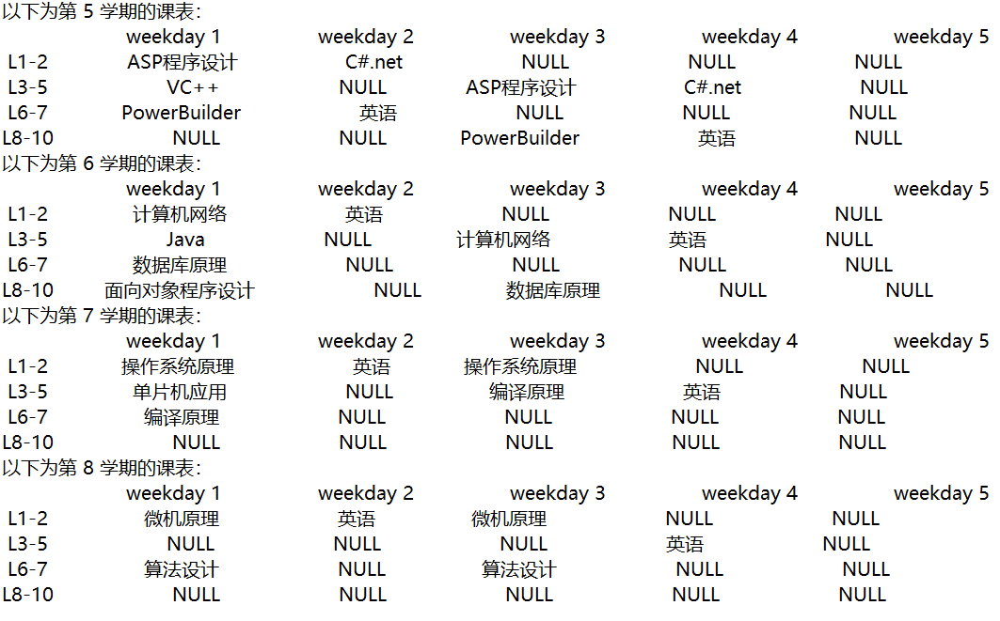 以下为第 5 学期的课表：
weekday 1 weekday 2 weekday 3 weekday 4 weekday 5
L1-2 ASP程序设计 C#.net NULL NULL NULL
L3-5 VC++ NULL ASP程序设计 C#.net NULL
L6-7 PowerBuilder 英语 NULL NULL NULL
L8-10 NULL NULL PowerBuilder 英语 NULL
以下为第 6 学期的课表：
weekday 1 weekday 2 weekday 3 weekday 4 weekday 5
L1-2 计算机网络 英语 NULL NULL NULL
L3-5 Java NULL 计算机网络 英语 NULL
L6-7 数据库原理 NULL NULL NULL NULL
L8-10 面向对象程序设计 NULL 数据库原理 NULL NULL
以下为第 7 学期的课表：
weekday 1 weekday 2 weekday 3 weekday 4 weekday 5
L1-2 操作系统原理 英语 操作系统原理 NULL NULL
L3-5 单片机应用 NULL 编译原理 英语 NULL
L6-7 编译原理 NULL NULL NULL NULL
L8-10 NULL NULL NULL NULL NULL
以下为第 8 学期的课表：
weekday 1 weekday 2 weekday 3 weekday 4 weekday 5
L1-2 微机原理 英语 微机原理 NULL NULL
L3-5 NULL NULL NULL 英语 NULL
L6-7 算法设计 NULL 算法设计 NULL NULL
L8-10 NULL NULL NULL NULL NULL